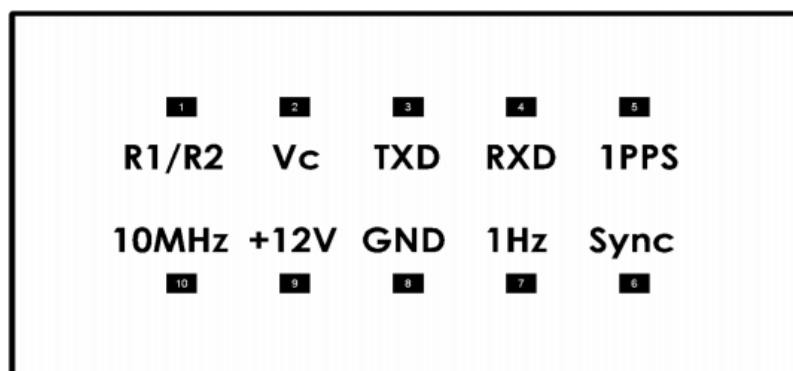 1 2 3 4 5
R1/R2 Vc TXD RXD 1PPS
10MHz +12V GND 1Hz Sync
10 9 8 7 6